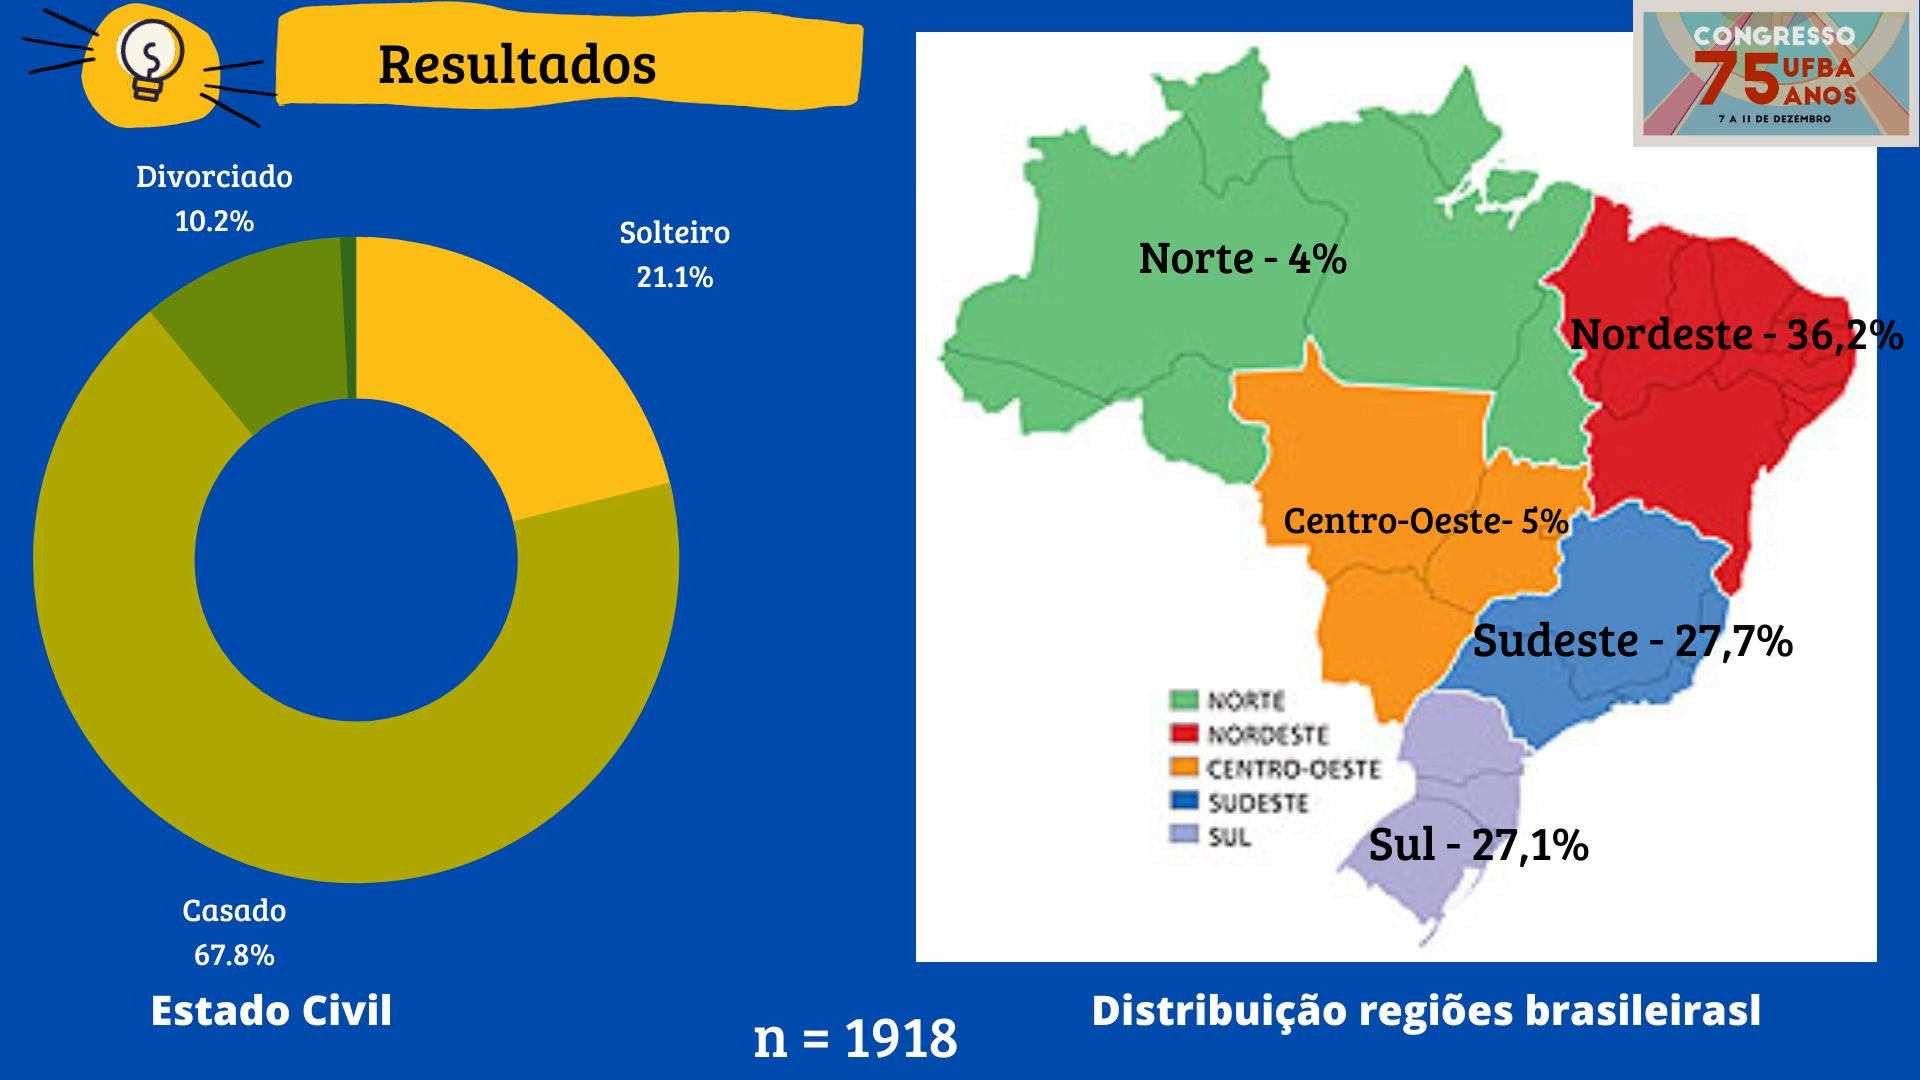 Resultados
CONGRESSO
75 UFBA
ANOS
7 A 11 DE DEZEMBRO
Divorciado
10.2%
Solteiro
21.1%
Casado
67.8%
Estado Civil
Norte - 4%
Nordeste - 36,2%
Centro-Oeste- 5%
Sudeste - 27,7%
Sul - 27,1%
NORTE
NORDESTE
CENTRO-OESTE
SUDESTE
SUL
Distribuição regiões brasileirasl
n = 1918